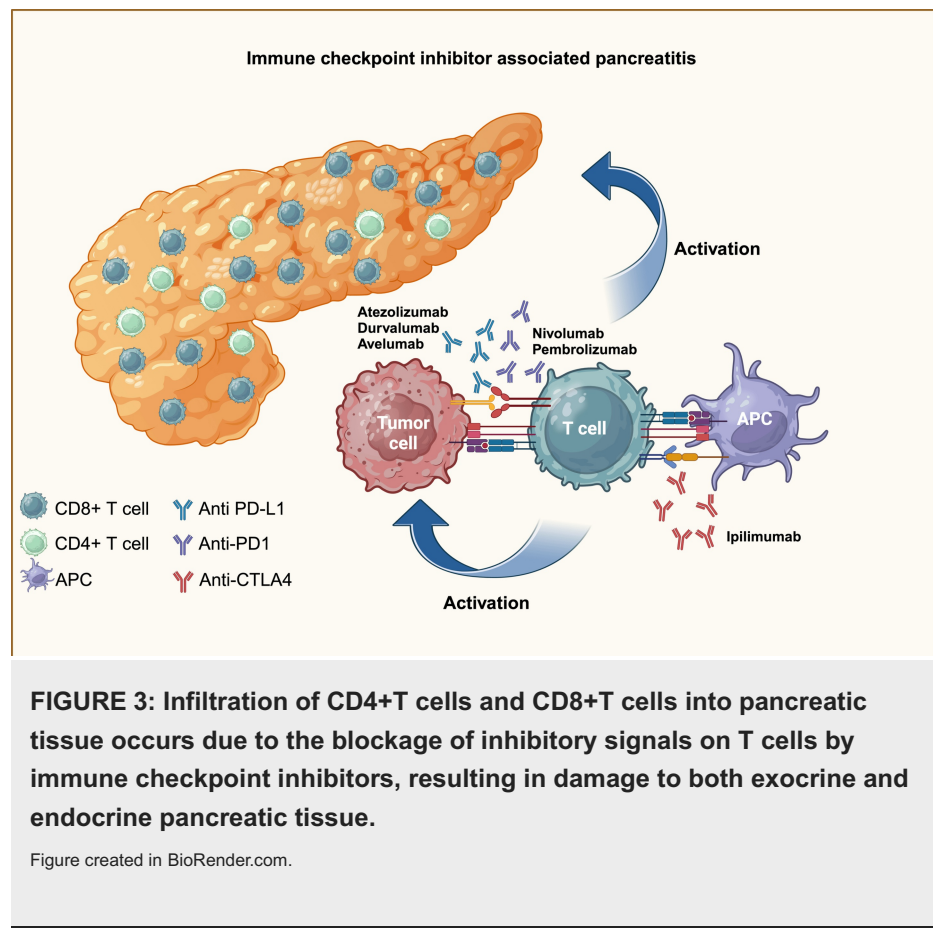 Immune checkpoint inhibitor associated pancreatitis
Activation
Atezolizumab
Durvalumab
Avelumab
Nivolumab
Pembrolizumab
Tumor
cell
T cell
APC
Ipilimumab
Activation
CD8+ T cell
Anti PD-L1
CD4+ T cell
Anti-PD1
APC
Anti-CTLA4
FIGURE 3: Infiltration of CD4+T cells and CD8+T cells into pancreatic
tissue occurs due to the blockage of inhibitory signals on T cells by
immune checkpoint inhibitors, resulting in damage to both exocrine and
endocrine pancreatic tissue.
Figure created in BioRender.com.